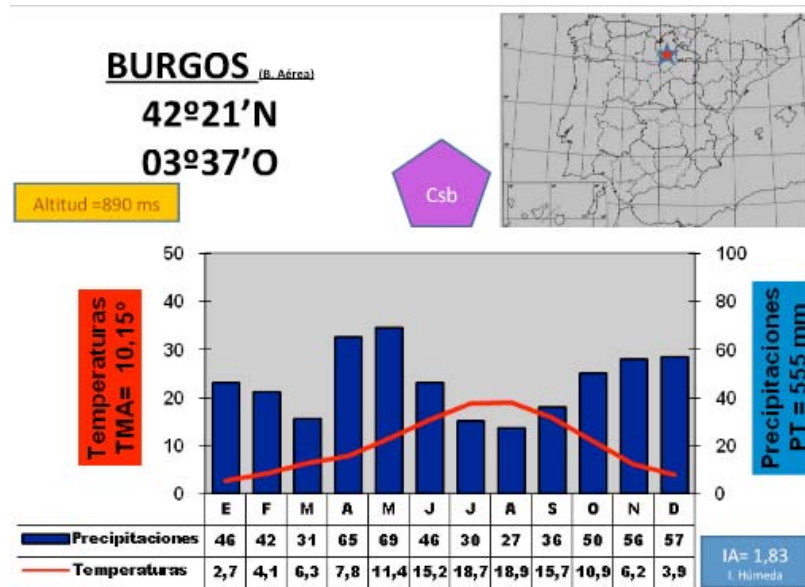 BURGOS (B. Aérea)
42º21’N
03º37’O
Altitud =890 ms
Csb
Temperaturas
TMA= 10,15º
50
40
30
20
10
0
100
80
60
40
20
0
Precipitaciones
PT = 555 mm
E F M A M J J A S O N D
Precipitaciones 46 42 31 65 69 46 30 27 36 50 56 57
Temperaturas 2,7 4,1 6,3 7,8 11,4 15,2 18,7 18,9 15,7 10,9 6,2 3,9
IA= 1,83
I. Húmeda